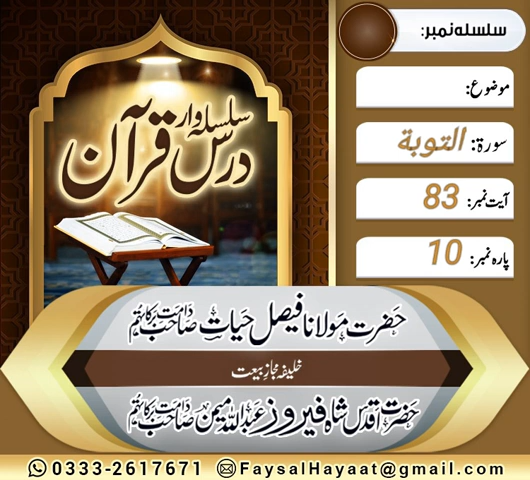 سلسلہ نمبر:
سلسلہ وار
درس قرآن
موضوع:
سورۃ: التوبة
آیت نمبر: 83
پارہ نمبر: 10
حضرت مولانا فیصل حیات صاحب دامت برکاتہم
خلیفہ مجاز بیعت
حضرت اقدس شاہ فیروز عبداللہ میمن صاحب دامت برکاتہم
0333-2617671 FaysalHayaat@gmail.com